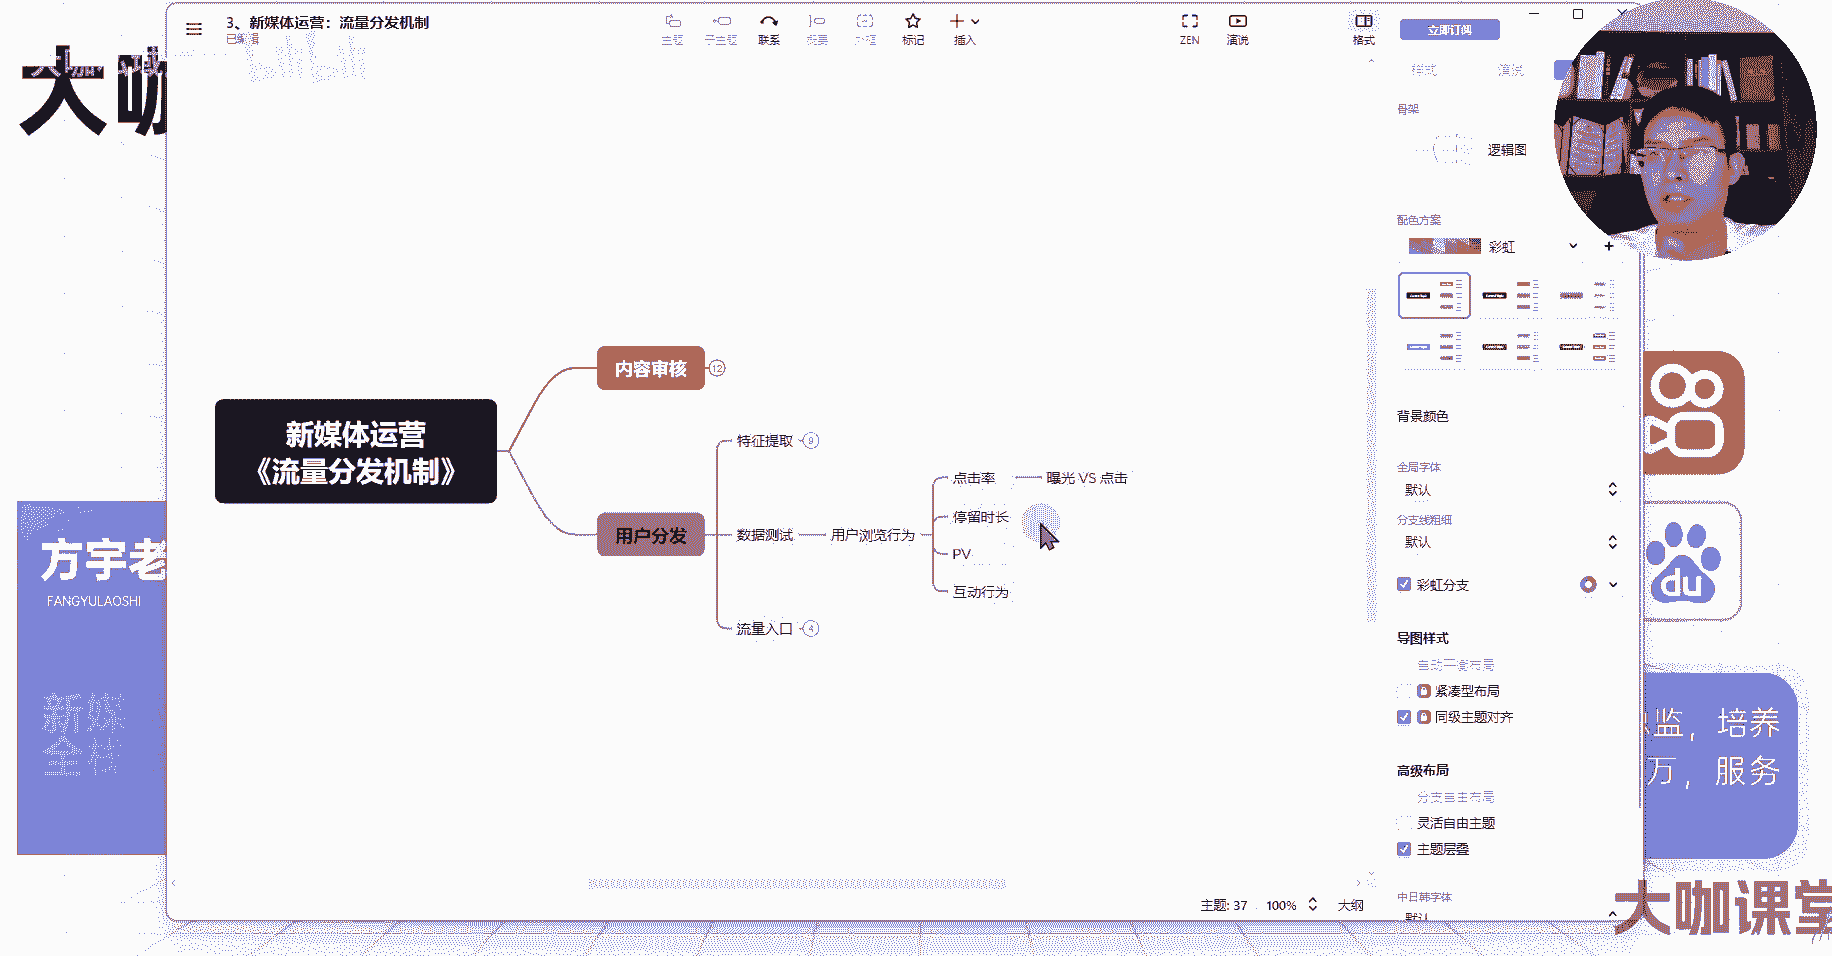 3、新媒体运营：流量分发机制
已编辑
主题
子主题
联系
概要
外框
标记
插入
ZEN
演说
格式
立即订阅
样式
演说
大咖
骨架
逻辑图
配色方案
彩虹
背景颜色
全局字体
默认
分支线粗细
默认
彩虹分支
导图样式
自动平衡布局
紧凑型布局
同级主题对齐
高级布局
分支自由布局
灵活自由主题
主题层叠
中日韩字体
默认
内容审核
12
新媒体运营
《流量分发机制》
特征提取
9
点击率
曝光 VS 点击
停留时长
用户分发
数据测试
用户浏览行为
PV
互动行为
流量入口
4
方宇老
FANGYULAOSHI
新媒
全栈
du
监，培养
万，服务
主题: 37
100%
大纲
大咖课堂